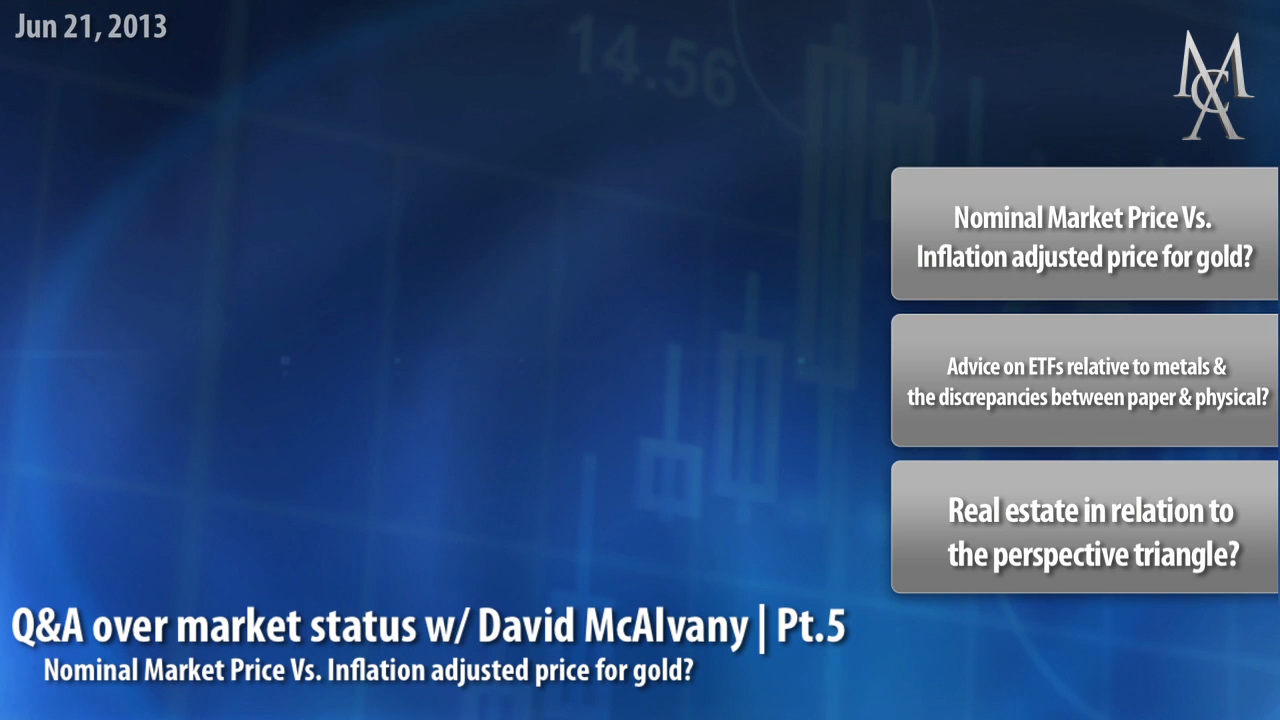 Jun 21, 2013
14.56
MCA
Nominal Market Price Vs.
Inflation adjusted price for gold?
Advice on ETFs relative to metals &
the discrepancies between paper & physical?
Real estate in relation to
the perspective triangle?
Q&A over market status w/ David McAlvany | Pt.5
Nominal Market Price Vs. Inflation adjusted price for gold?